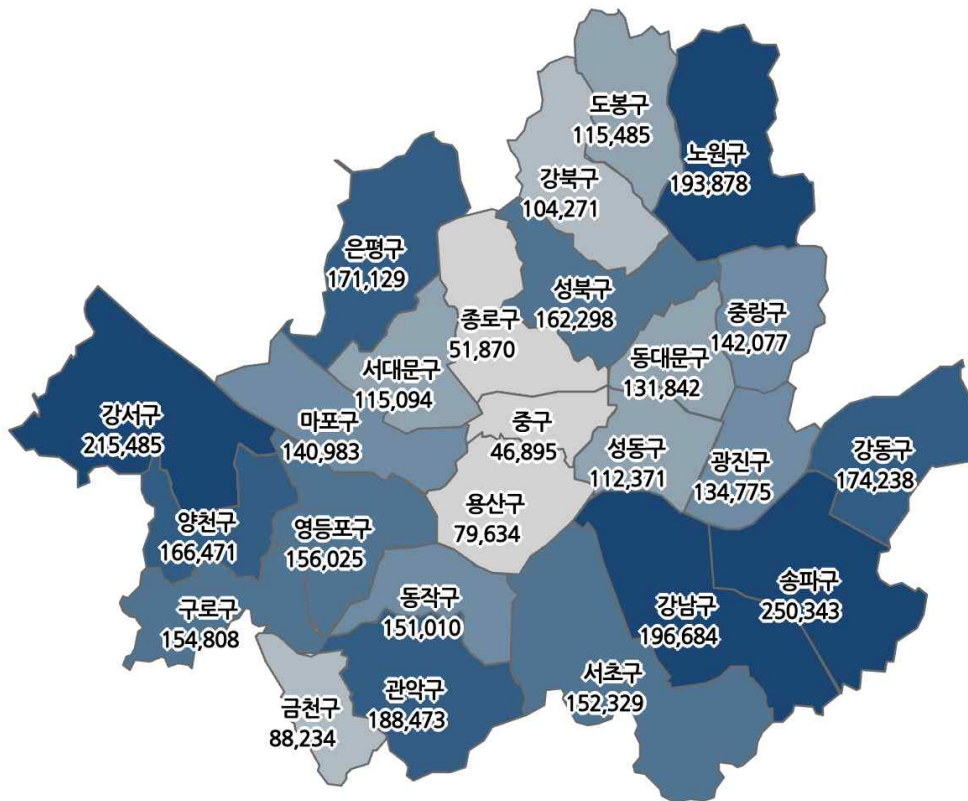 도봉구
115,485
노원구
193,878
강북구
104,271
은평구
171,129
성북구
162,298
중랑구
142,077
종로구
51,870
동대문구
131,842
서대문구
115,094
강서구
215,485
마포구
140,983
중구
46,895
성동구
112,371
광진구
134,775
강동구
174,238
용산구
79,634
양천구
166,471
영등포구
156,025
구로구
154,808
동작구
151,010
강남구
196,684
송파구
250,343
서초구
152,329
관악구
188,473
금천구
88,234